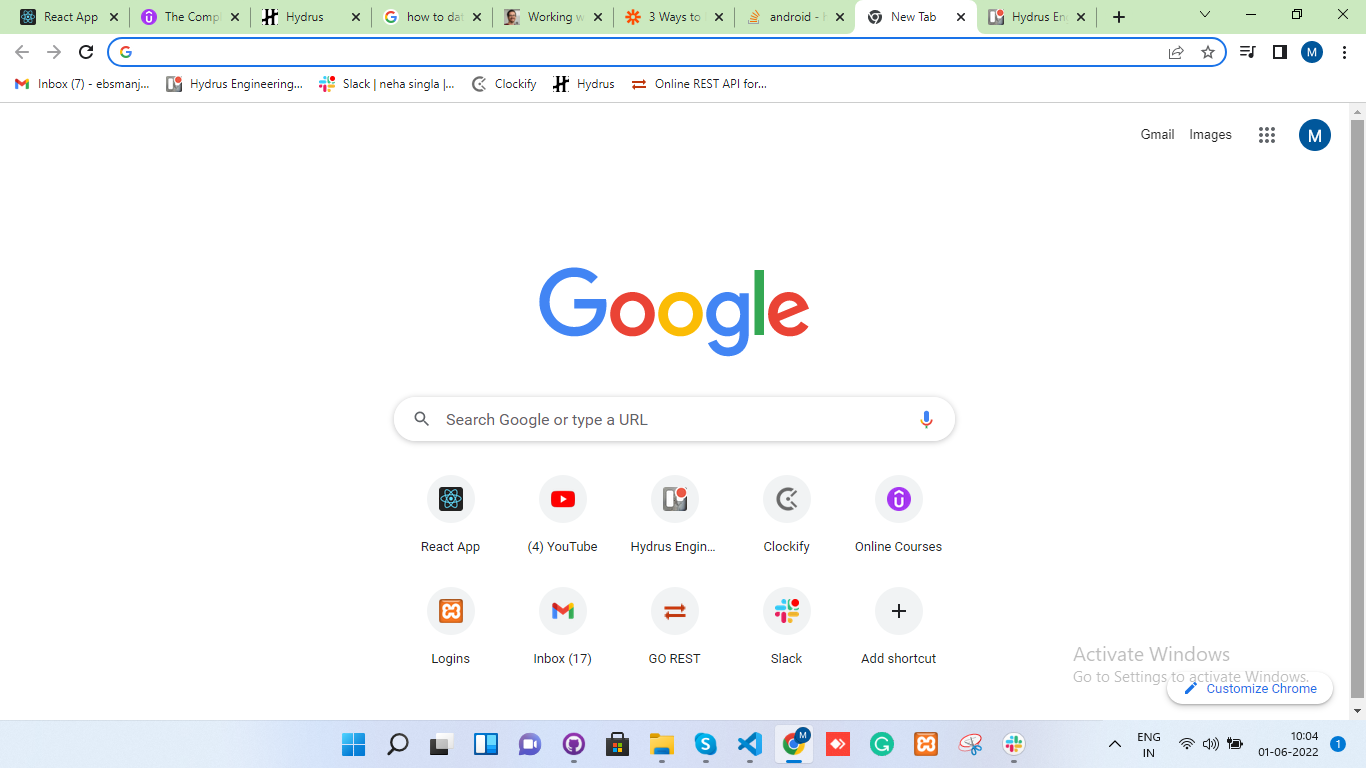 React App
The Comp
Hydrus
how to da
Working w
3 Ways to
android - h
New Tab
Hydrus En
M
Inbox (7) - ebsmanj...
Hydrus Engineering...
Slack | neha singla |...
Clockify
Hydrus
Online REST API for...
Gmail
Images
M
Google
Search Google or type a URL
React App
(4) YouTube
Hydrus Engin...
Clockify
Online Courses
Logins
Inbox (17)
GO REST
Slack
Add shortcut
Activate Windows
Go to Settings to activate Windows.
Customize Chrome
M
ENG
IN
10:04
01-06-2022
1